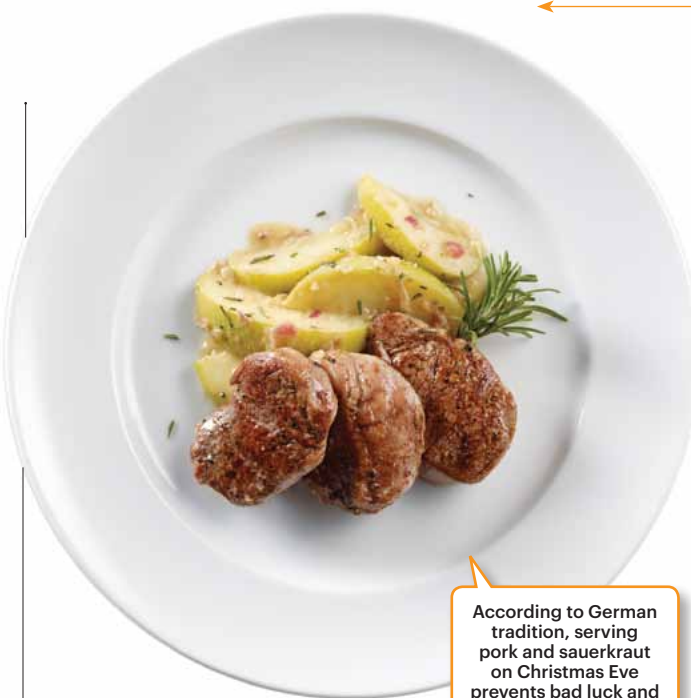 According to German
tradition, serving
pork and sauerkraut
on Christmas Eve
prevents bad luck and